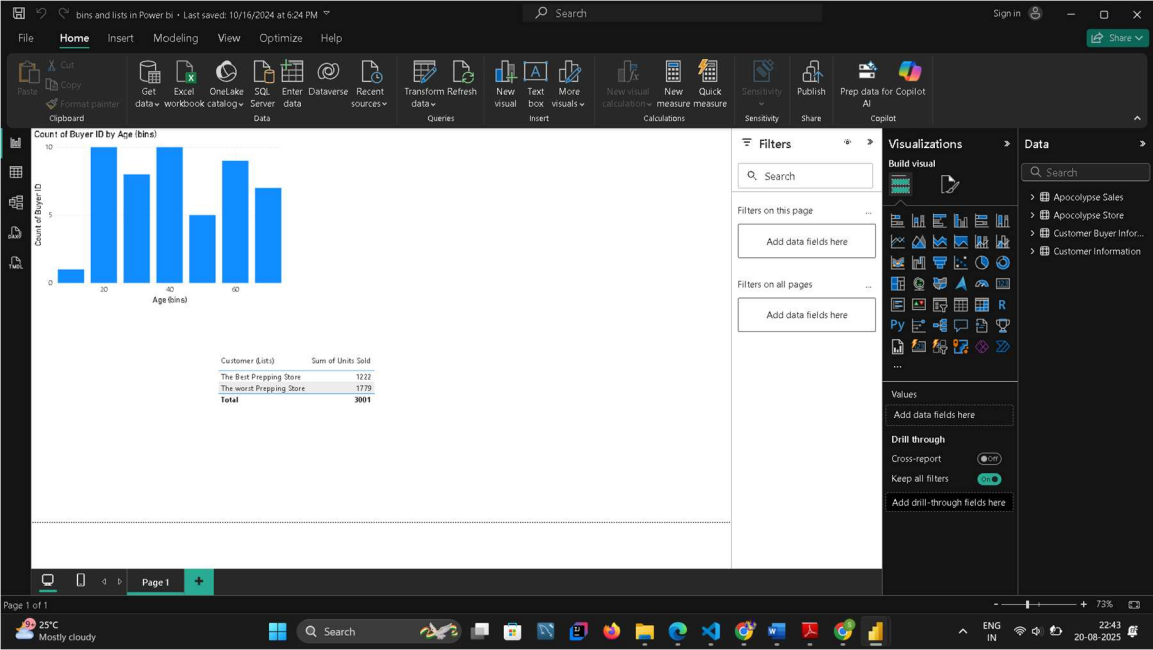 bins and lists in Power bi • Last saved: 10/16/2024 at 6:24 PM
Search
Sign in
File Home Insert Modeling View Optimize Help
Share
Paste
Cut
Copy
Format painter
Clipboard
Get data
Excel workbook
OneLake catalog
SQL Server
Enter data
Dataverse
Recent sources
Data
Transform data
Refresh
Queries
New visual
Text box
More visuals
Insert
New visual calculation
New measure
Quick measure
Calculations
Sensitivity
Sensitivity
Publish
Share
Prep data for AI
Copilot
Copilot
Count of Buyer ID by Age (bins)
10
5
0
Count of Buyer ID
20 40 60
Age (bins)
Customer (Lists) Sum of Units Sold
The Best Prepping Store 1222
The worst Prepping Store 1779
Total 3001
Filters
Search
Filters on this page ...
Add data fields here
Filters on all pages ...
Add data fields here
Visualizations
Build visual
123
R
Py
...
Values
Add data fields here
Drill through
Cross-report Off
Keep all filters On
Add drill-through fields here
Data
Search
Apocolypse Sales
Apocolypse Store
Customer Buyer Infor...
Customer Information
DAX
TMDL
Page 1 +
Page 1 of 1
- + 73%
9+
25°C
Mostly cloudy
Search
ENG
IN
22:43
20-08-2025